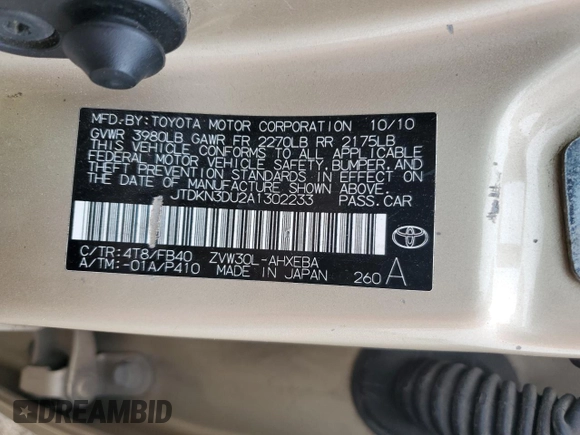 MFD. BY: TOYOTA MOTOR CORPORATION 10/10
GVWR 3980LB GAWR FR 2270LB RR 2175LB
THIS VEHICLE CONFORMS TO ALL APPLICABLE
FEDERAL MOTOR VEHICLE SAFETY, BUMPER, AND
THEFT PREVENTION STANDARDS IN EFFECT ON
THE DATE OF MANUFACTURE SHOWN ABOVE.
JTDKN3DU2A1302233 PASS.CAR
C/TR: 4T8/FB40 ZVW30L-AHXEBA
A/TM: -01A/P410 MADE IN JAPAN 260 A
DREAMBID